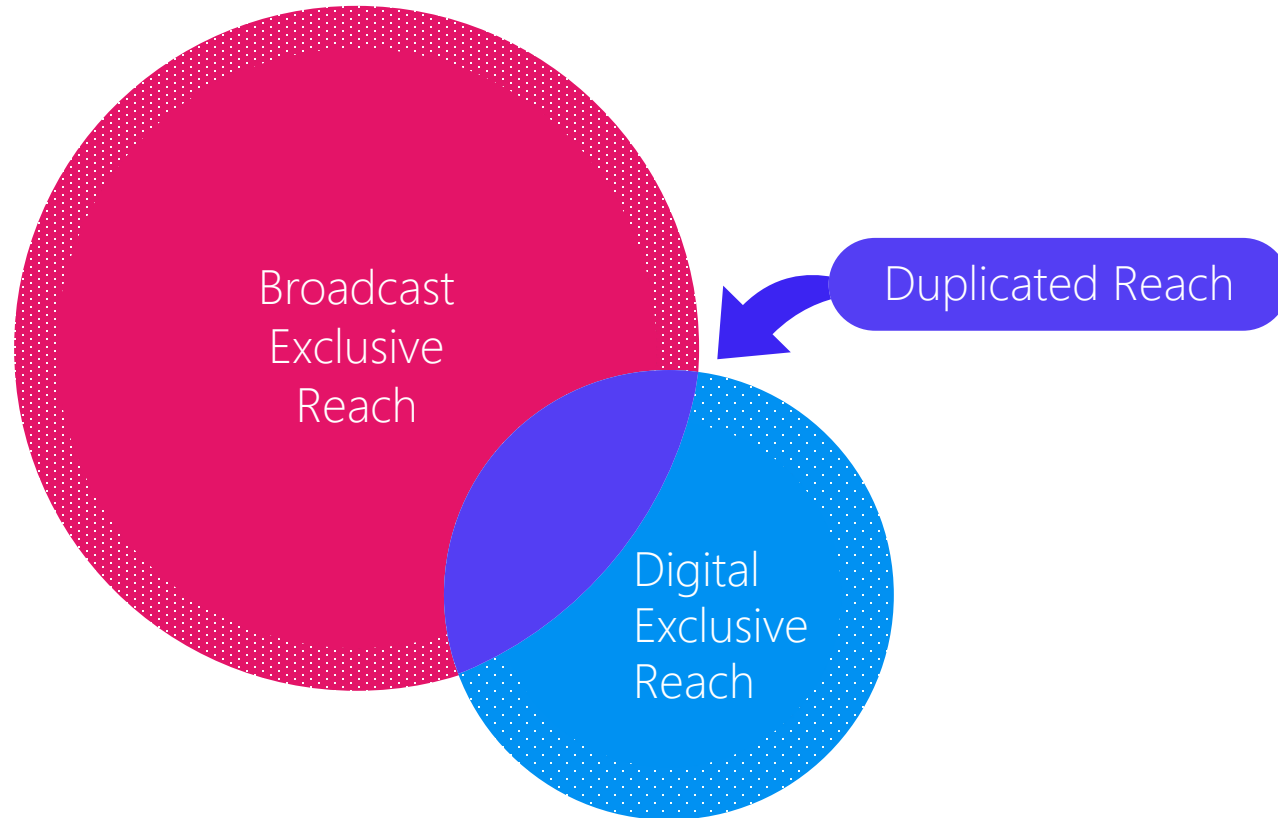 Broadcast
Exclusive
Reach
Duplicated Reach
Digital
Exclusive
Reach